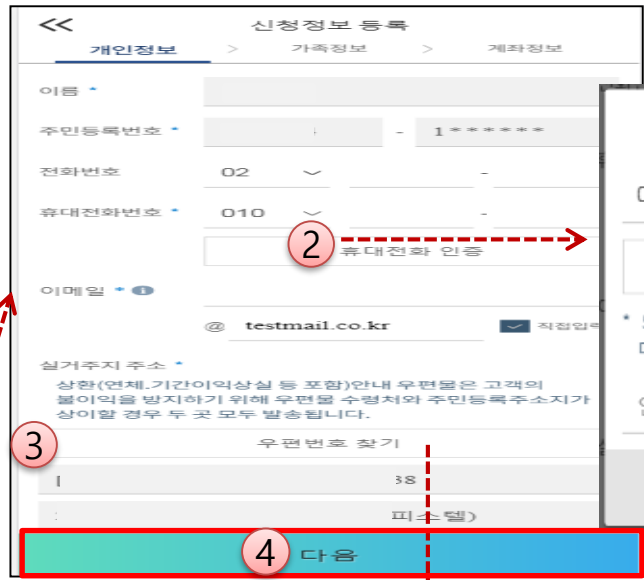 << 신청정보 등록
개인정보 > 가족정보 > 계좌정보
이름 *
주민등록번호 * - 1******
전화번호 02 -
휴대전화번호 * 010 -
2 휴대전화 인증
이메일 *
@ testmail.co.kr 직접입력
실거주지 주소 *
상환(연체.기간이익상실 등 포함)안내 우편물은 고객의
불이익을 방지하기 위해 우편물 수령처와 주민등록주소지가
상이할 경우 두 곳 모두 발송됩니다.
3 우편번호 찾기
38
피스텔)
4 다음